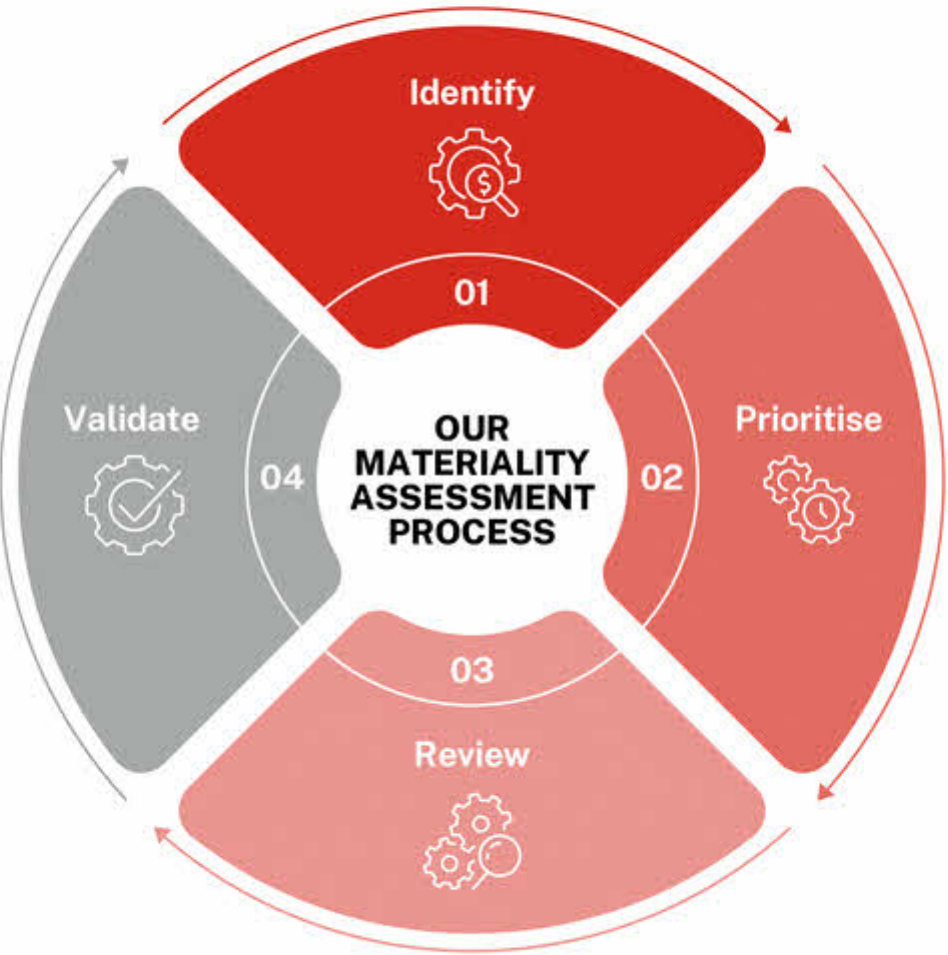 Identify
$
01
Prioritise
02
03
Review
Validate
04
OUR
MATERIALITY
ASSESSMENT
PROCESS